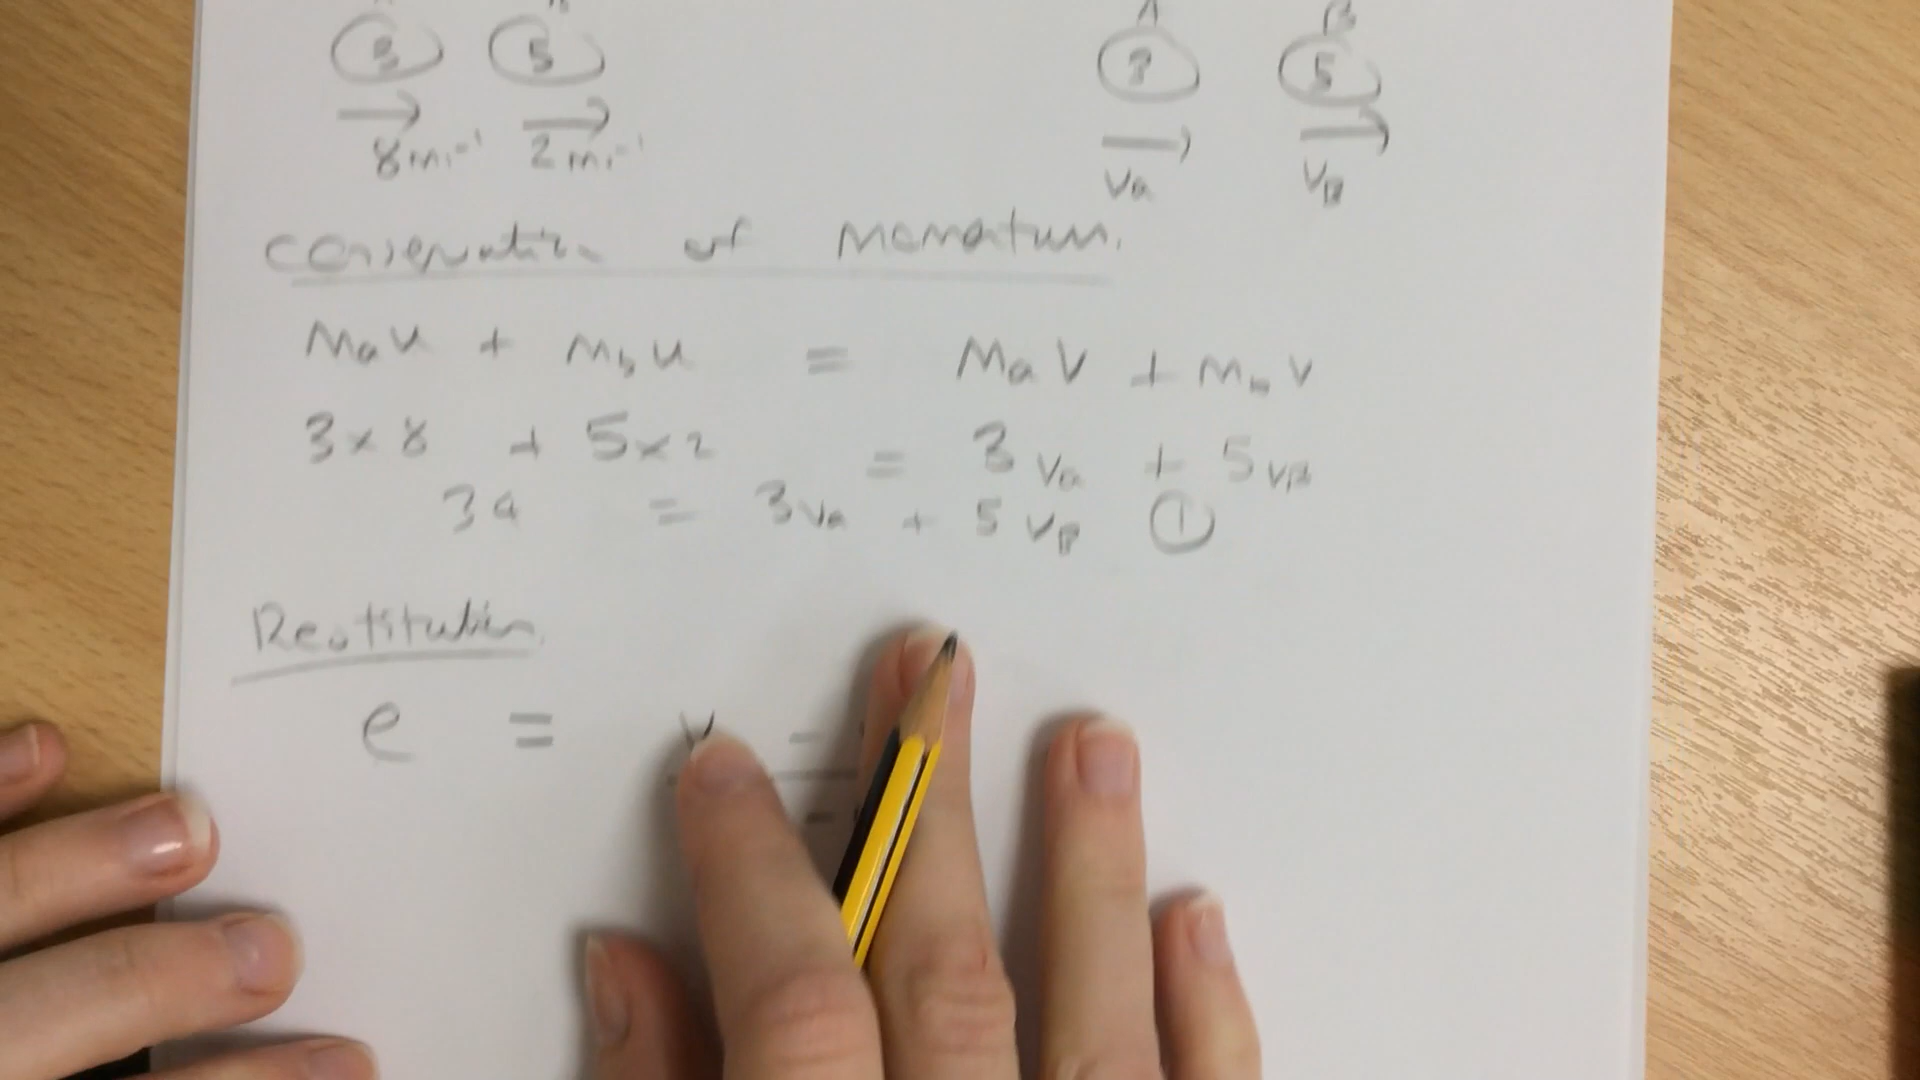 3 5 A B
3 5
8ms⁻¹ 2ms⁻¹ Va VB
Conservation of Momentum.
Mau + mbu = MaV + mbv
3×8 + 5×2 = 3Va + 5VB
34 = 3Va + 5VB ①
Restitution
e = V -
-